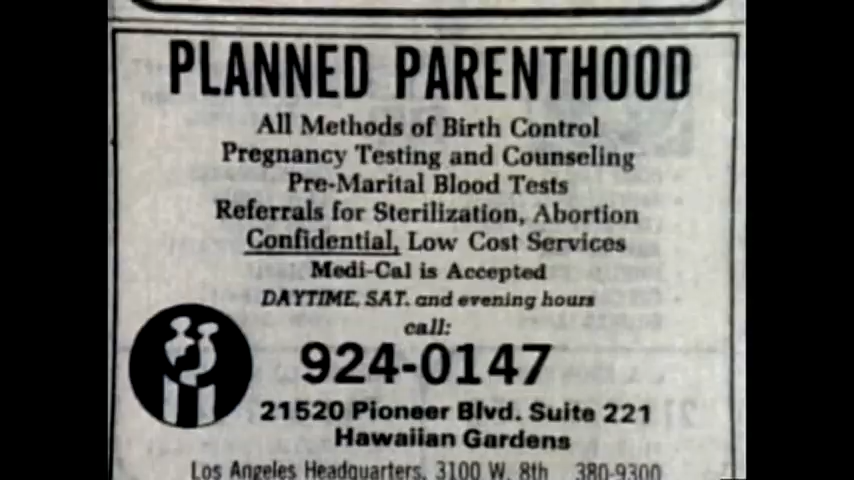 PLANNED PARENTHOOD
All Methods of Birth Control
Pregnancy Testing and Counseling
Pre-Marital Blood Tests
Referrals for Sterilization, Abortion
Confidential, Low Cost Services
Medi-Cal is Accepted
DAYTIME, SAT. and evening hours
call:
924-0147
21520 Pioneer Blvd. Suite 221
Hawaiian Gardens
Los Angeles Headquarters, 3100 W. 8th 380-9300